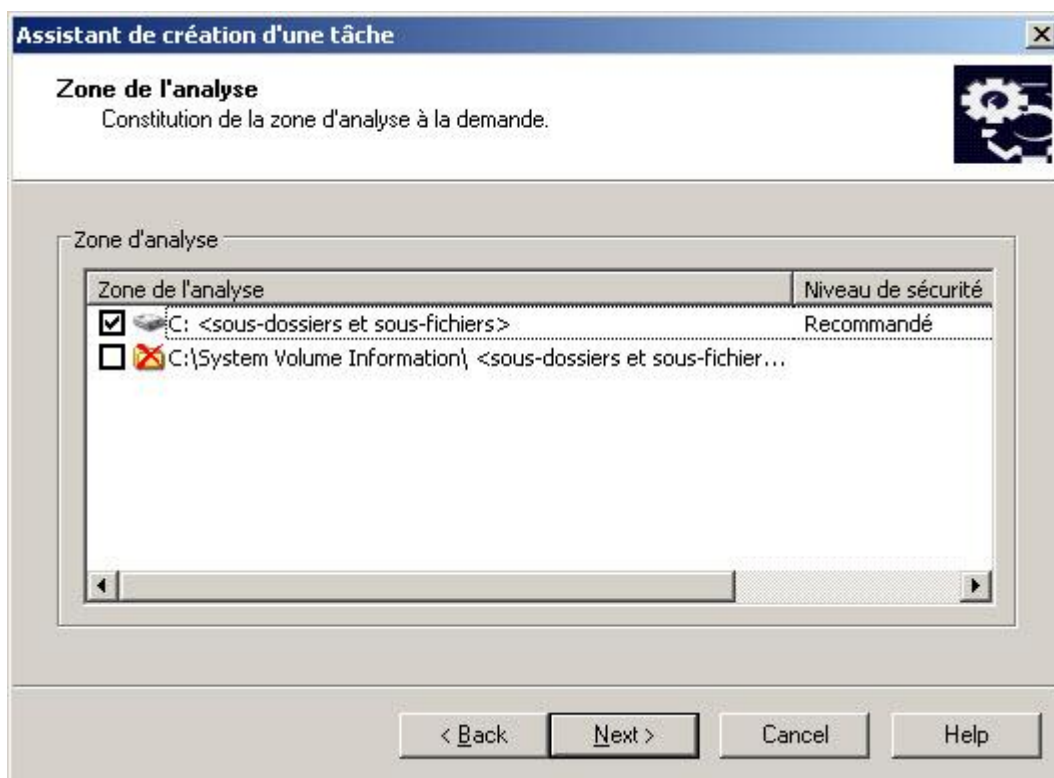 Assistant de création d'une tâche
Zone de l'analyse
Constitution de la zone d'analyse à la demande.
Zone d'analyse
Zone de l'analyse Niveau de sécurité
C: <sous-dossiers et sous-fichiers> Recommandé
C:\System Volume Information\ <sous-dossiers et sous-fichier...
< Back Next > Cancel Help